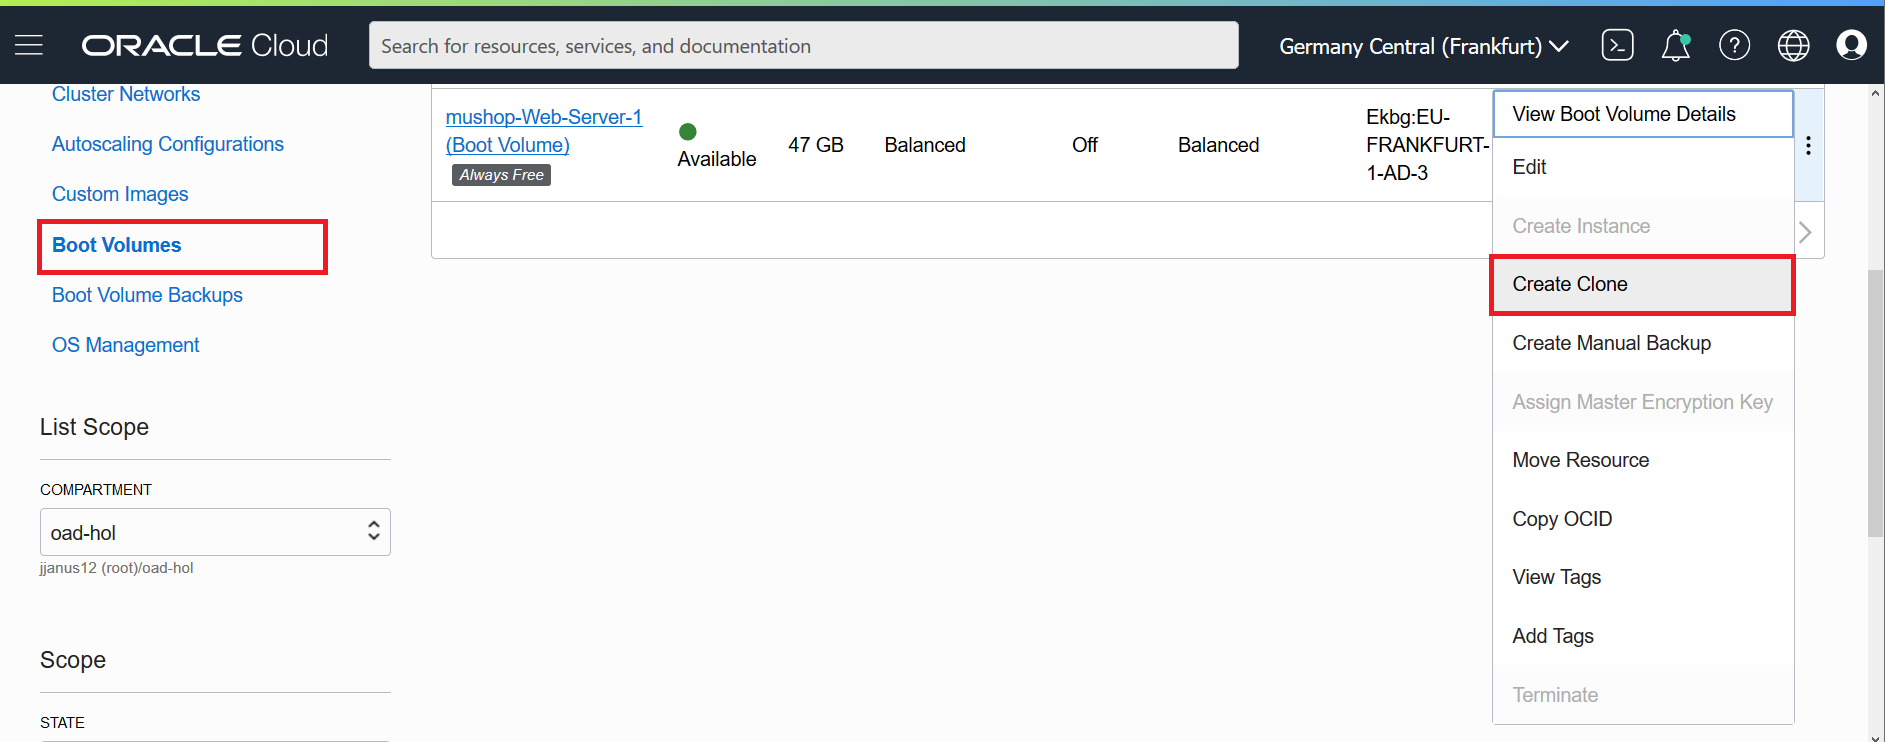 ORACLE Cloud
Search for resources, services, and documentation
Germany Central (Frankfurt)
Cluster Networks
Autoscaling Configurations
Custom Images
Boot Volumes
Boot Volume Backups
OS Management
List Scope
COMPARTMENT
oad-hol
jjanus12 (root)/oad-hol
Scope
STATE
mushop-Web-Server-1
(Boot Volume)
Always Free
Available
47 GB
Balanced
Off
Balanced
Ekbg:EU-
FRANKFURT-
1-AD-3
View Boot Volume Details
Edit
Create Instance
Create Clone
Create Manual Backup
Assign Master Encryption Key
Move Resource
Copy OCID
View Tags
Add Tags
Terminate